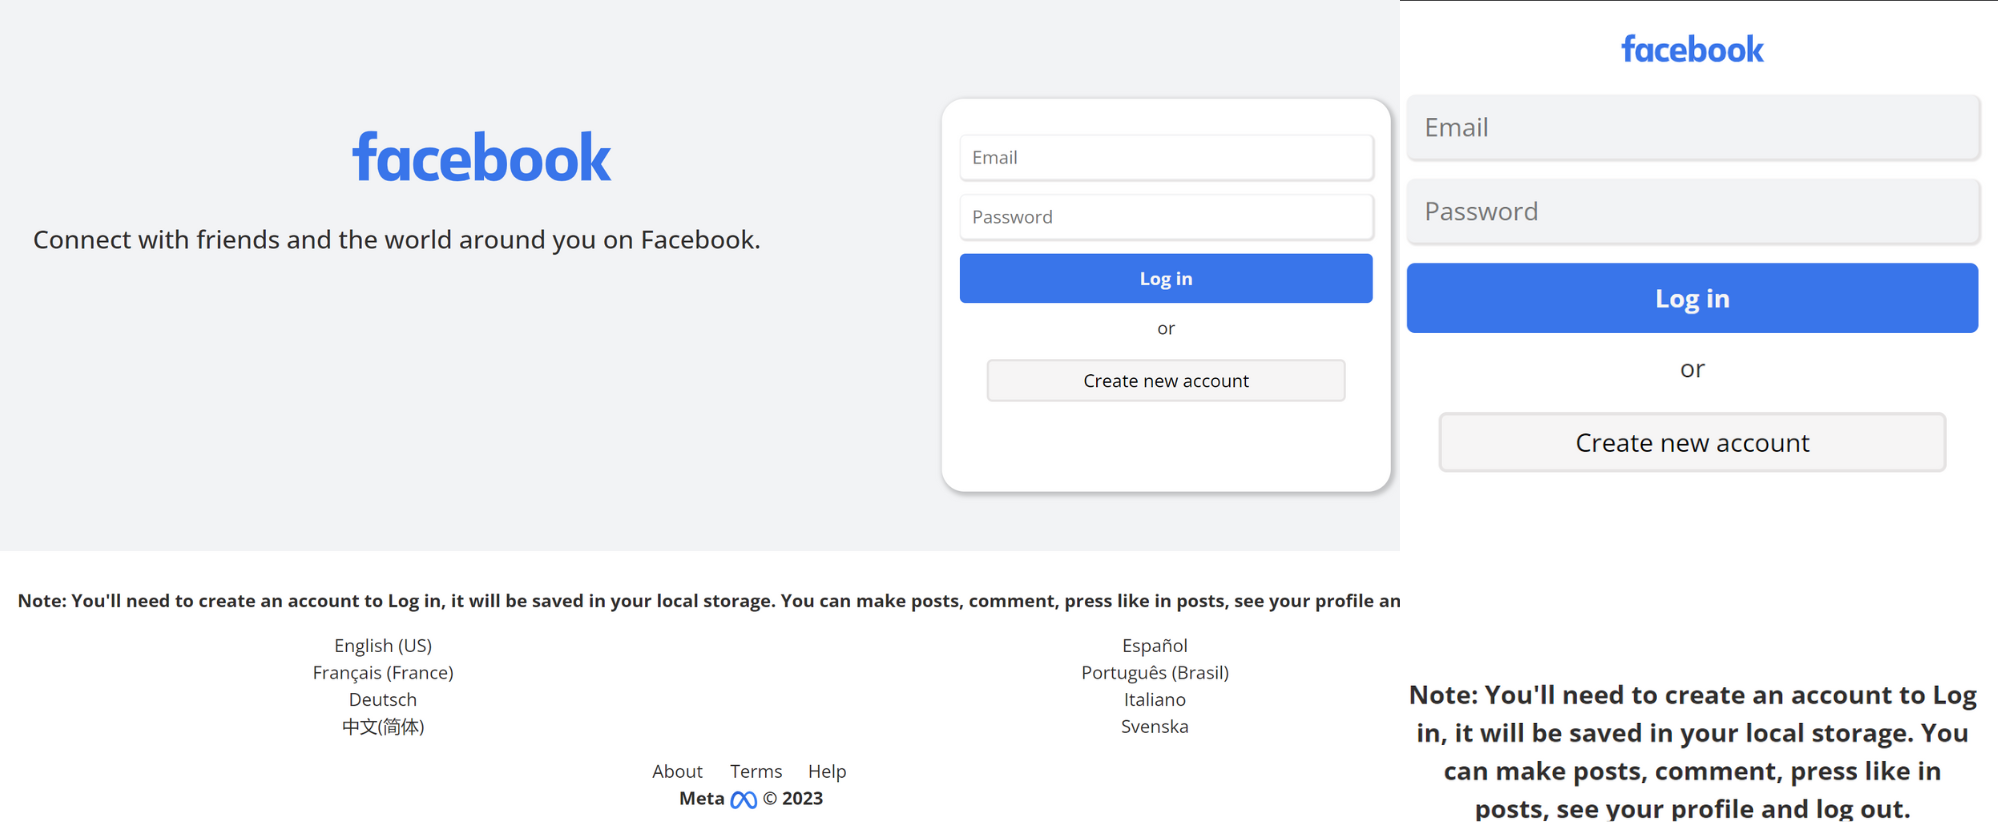 facebook
Connect with friends and the world around you on Facebook.
Email
Password
Log in
or
Create new account
Note: You'll need to create an account to Log in, it will be saved in your local storage. You can make posts, comment, press like in posts, see your profile an
English (US)
Français (France)
Deutsch
中文(简体)
Español
Português (Brasil)
Italiano
Svenska
About Terms Help
Meta © 2023
facebook
Email
Password
Log in
or
Create new account
Note: You'll need to create an account to Log
in, it will be saved in your local storage. You
can make posts, comment, press like in
posts, see your profile and log out.